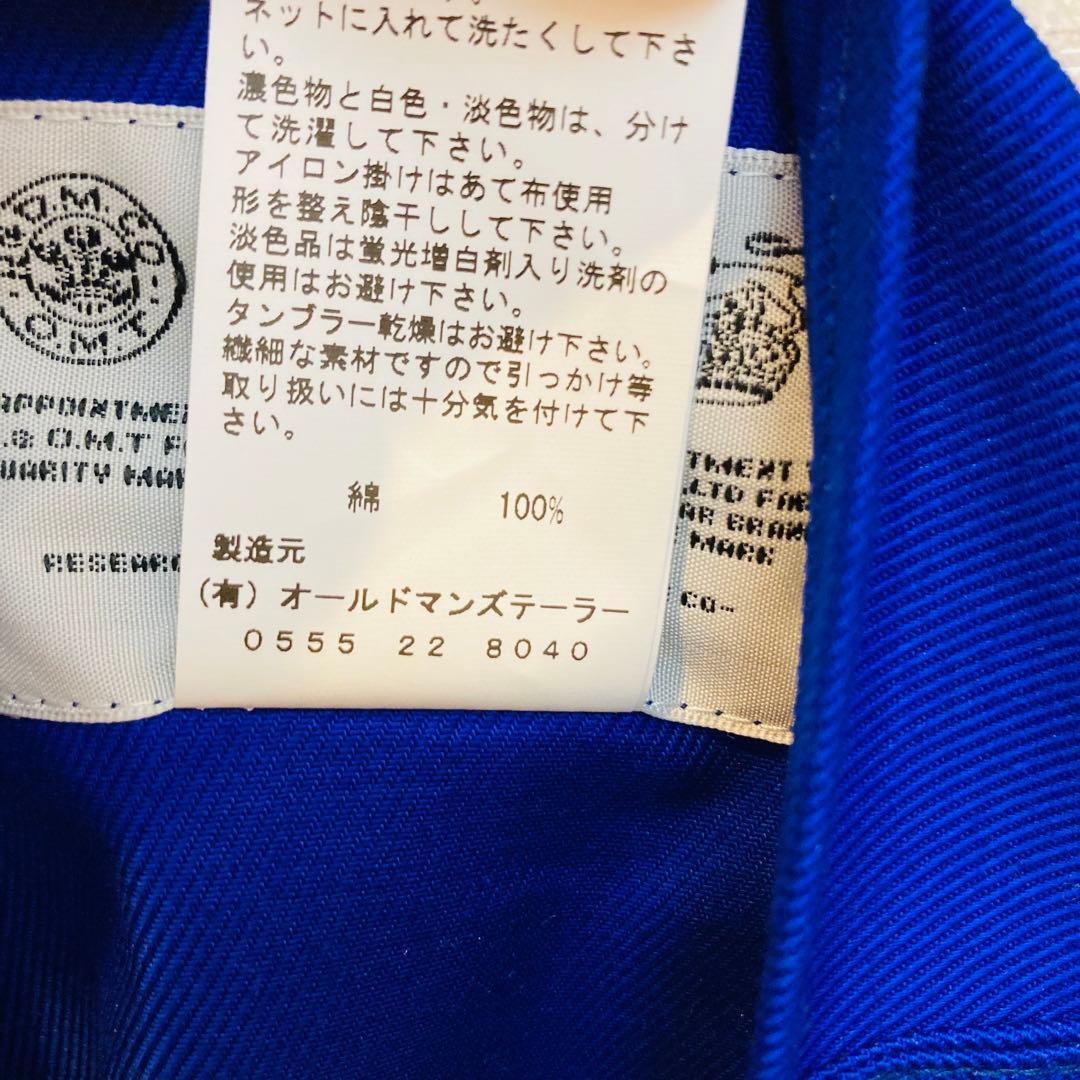 ネットに入れて洗たくして下さ
い。
濃色物と白色・淡色物は、分け
て洗濯して下さい。
アイロン掛けはあて布使用
形を整え陰干しして下さい。
淡色品は蛍光増白剤入り洗剤の
使用はお避け下さい。
タンブラー乾燥はお避け下さい。
繊細な素材ですので引っかけ等
取り扱いには十分気を付けて下
さい。
綿 100%
製造元
(有) オールドマンズテーラー
0555 22 8040
O.M.T.
O.M.T
MARK
CO-